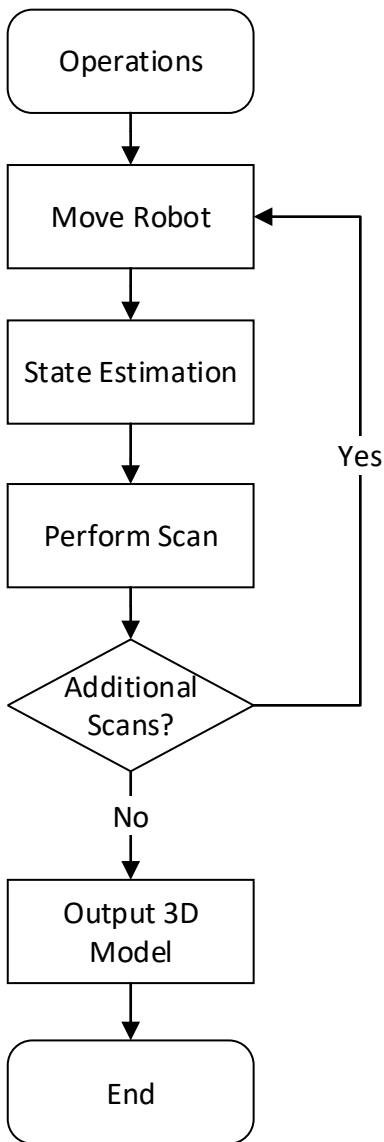 Operations
Move Robot
State Estimation
Yes
Perform Scan
Additional
Scans?
No
Output 3D
Model
End